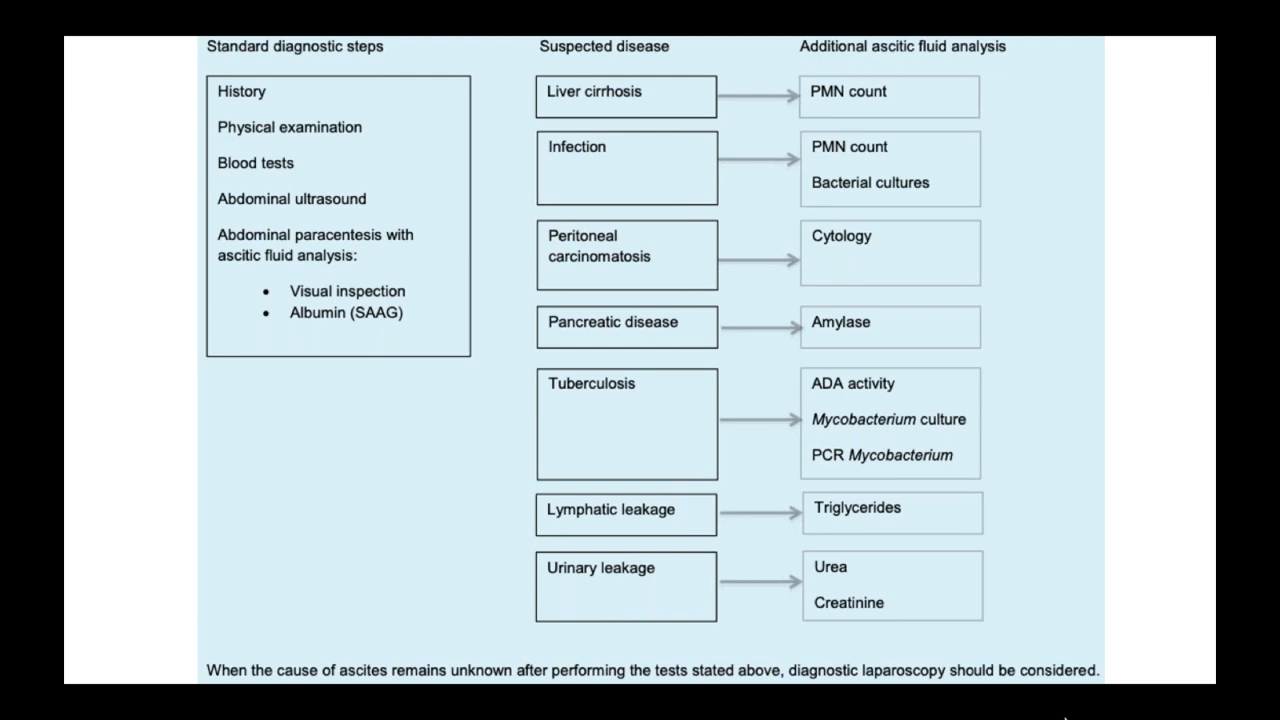 Standard diagnostic steps
History
Physical examination
Blood tests
Abdominal ultrasound
Abdominal paracentesis with
ascitic fluid analysis:
• Visual inspection
• Albumin (SAAG)
Suspected disease
Additional ascitic fluid analysis
Liver cirrhosis
PMN count
Infection
PMN count
Bacterial cultures
Peritoneal
carcinomatosis
Cytology
Pancreatic disease
Amylase
Tuberculosis
ADA activity
Mycobacterium culture
PCR Mycobacterium
Lymphatic leakage
Triglycerides
Urinary leakage
Urea
Creatinine
When the cause of ascites remains unknown after performing the tests stated above, diagnostic laparoscopy should be considered.